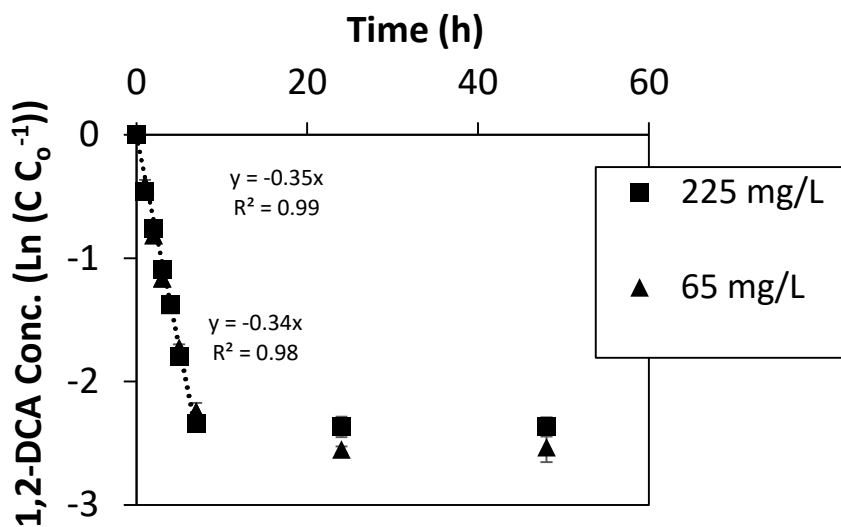 Time (h)
0 20 40 60
0
-1
-2
-3
1,2-DCA Conc. (Ln (C C₀⁻¹))
y = -0.35x
R² = 0.99
y = -0.34x
R² = 0.98
225 mg/L
65 mg/L